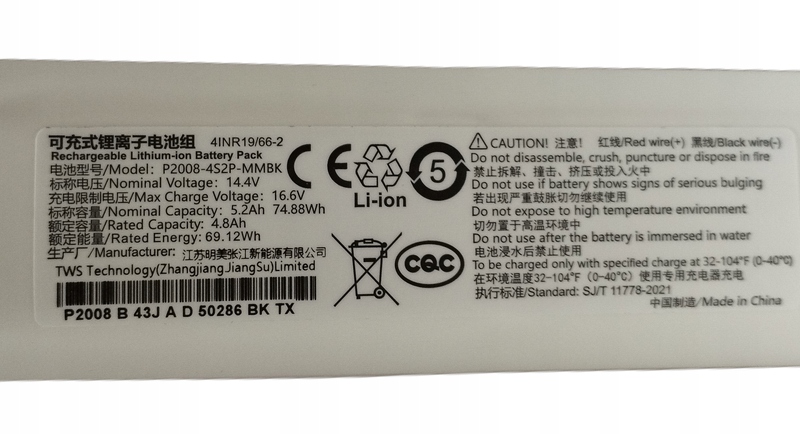 可充式锂离子电池组 4INR19/66-2
Rechargeable Lithium-ion Battery Pack
电池型号/Model: P2008-4S2P-MMBK
标称电压/Nominal Voltage: 14.4V
充电限制电压/Max Charge Voltage: 16.6V
标称容量/Nominal Capacity: 5.2Ah 74.88Wh
额定容量/Rated Capacity: 4.8Ah
额定能量/Rated Energy: 69.12Wh
生产厂/Manufacturer: 江苏明美张江新能源有限公司
TWS Technology(ZhangjiangJiangSu)Limited
P2008 B 43J A D 50286 BK TX
CE
Li-ion
5
CQC
CAUTION! 注意! 红线/Red wire(+) 黑线/Black wire(-)
Do not disassemble, crush, puncture or dispose in fire
禁止拆解、撞击、挤压或投入火中
Do not use if battery shows signs of serious bulging
若出现严重鼓胀切勿继续使用
Do not expose to high temperature environment
切勿置于高温环境中
Do not use after the battery is immersed in water
电池浸水后禁止使用
To be charged only with specified charge at 32-104°F (0-40℃)
在环境温度32-104°F (0~40℃) 使用专用充电器充电
执行标准/Standard: SJ/T 11778-2021
中国制造/Made in China